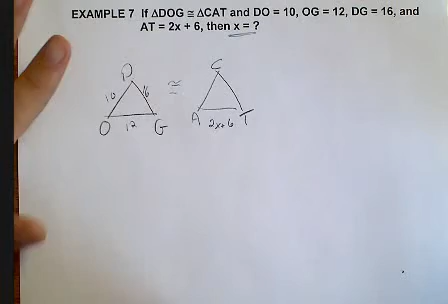 EXAMPLE 7 If ΔDOG ≅ ΔCAT and DO = 10, OG = 12, DG = 16, and
AT = 2x + 6, then x = ?
D
10 16
O 12 G
≅
C
A 2x+6 T